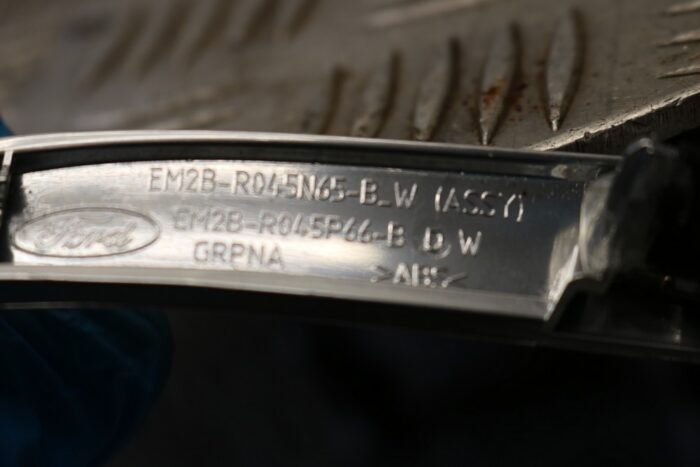 EM2B-R045N65-B_W (ASSY)
Ford
EM2B-R045P66-B D W
GRPNA
>ABS<